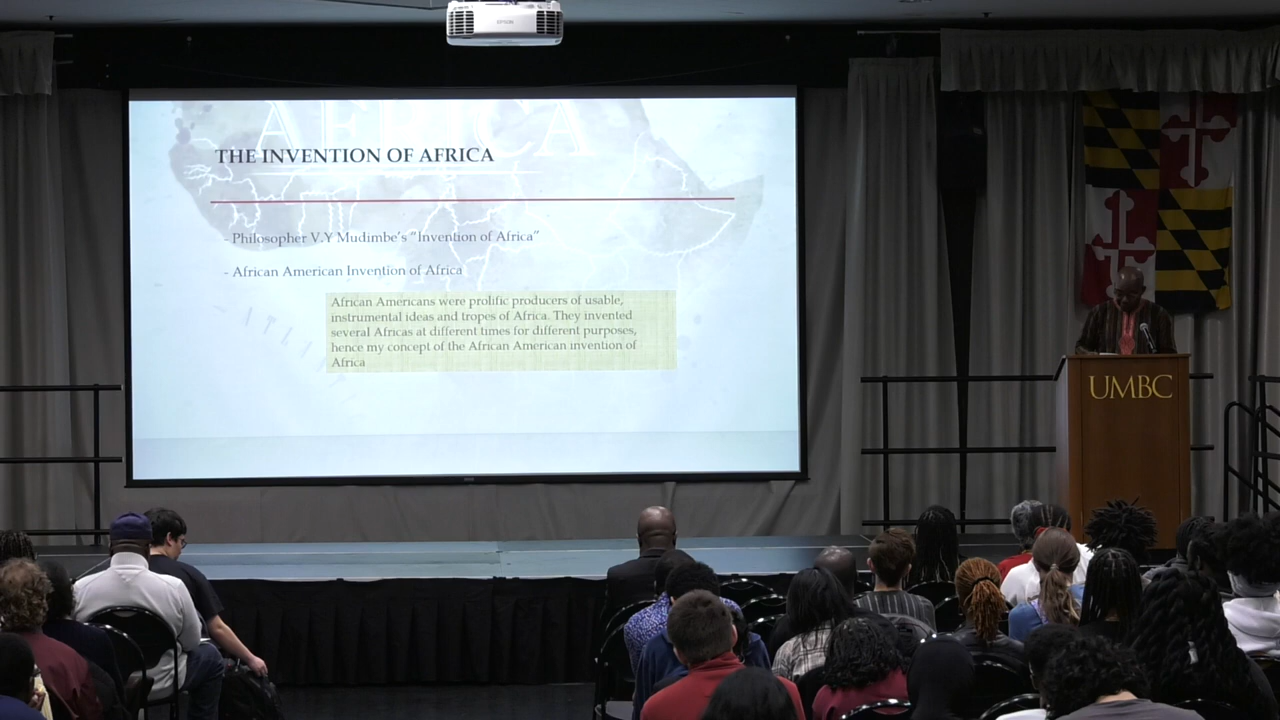 EPSON
AFRICA
THE INVENTION OF AFRICA
- Philosopher V.Y Mudimbe's "Invention of Africa"
- African American Invention of Africa
African Americans were prolific producers of usable,
instrumental ideas and tropes of Africa. They invented
several Africas at different times for different purposes,
hence my concept of the African American invention of
Africa
UMBC